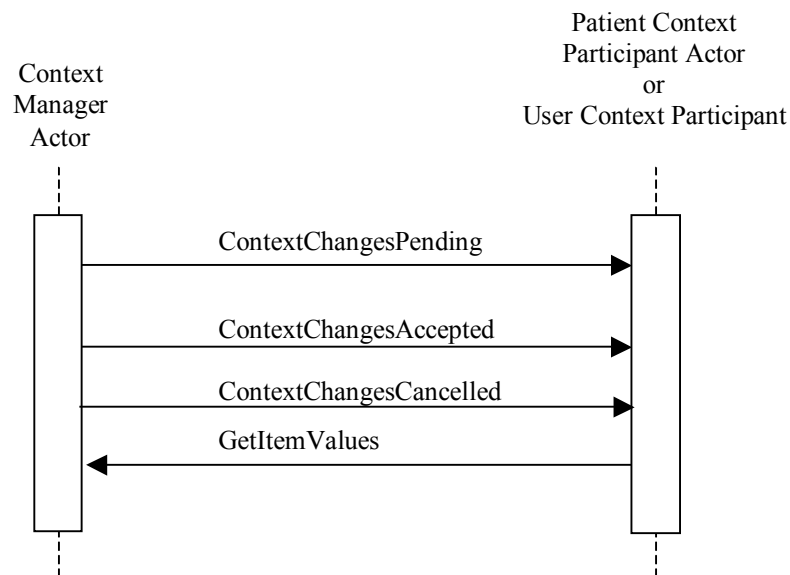 Patient Context
Participant Actor
or
User Context Participant
Context
Manager
Actor
ContextChangesPending
ContextChangesAccepted
ContextChangesCancelled
GetItemValues